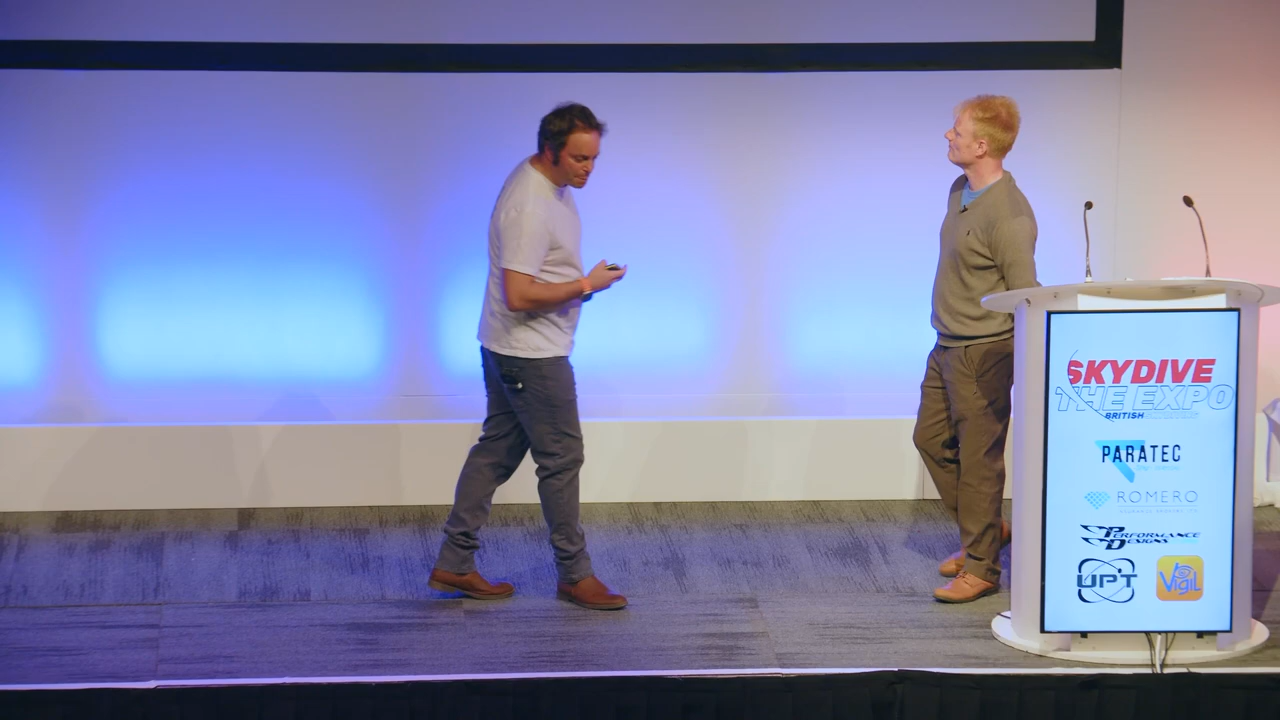 SKYDIVE
THE EXPO
BRITISH
PARATEC
ROMERO
PERFORMANCE
DESIGNS
UPT
Vigil